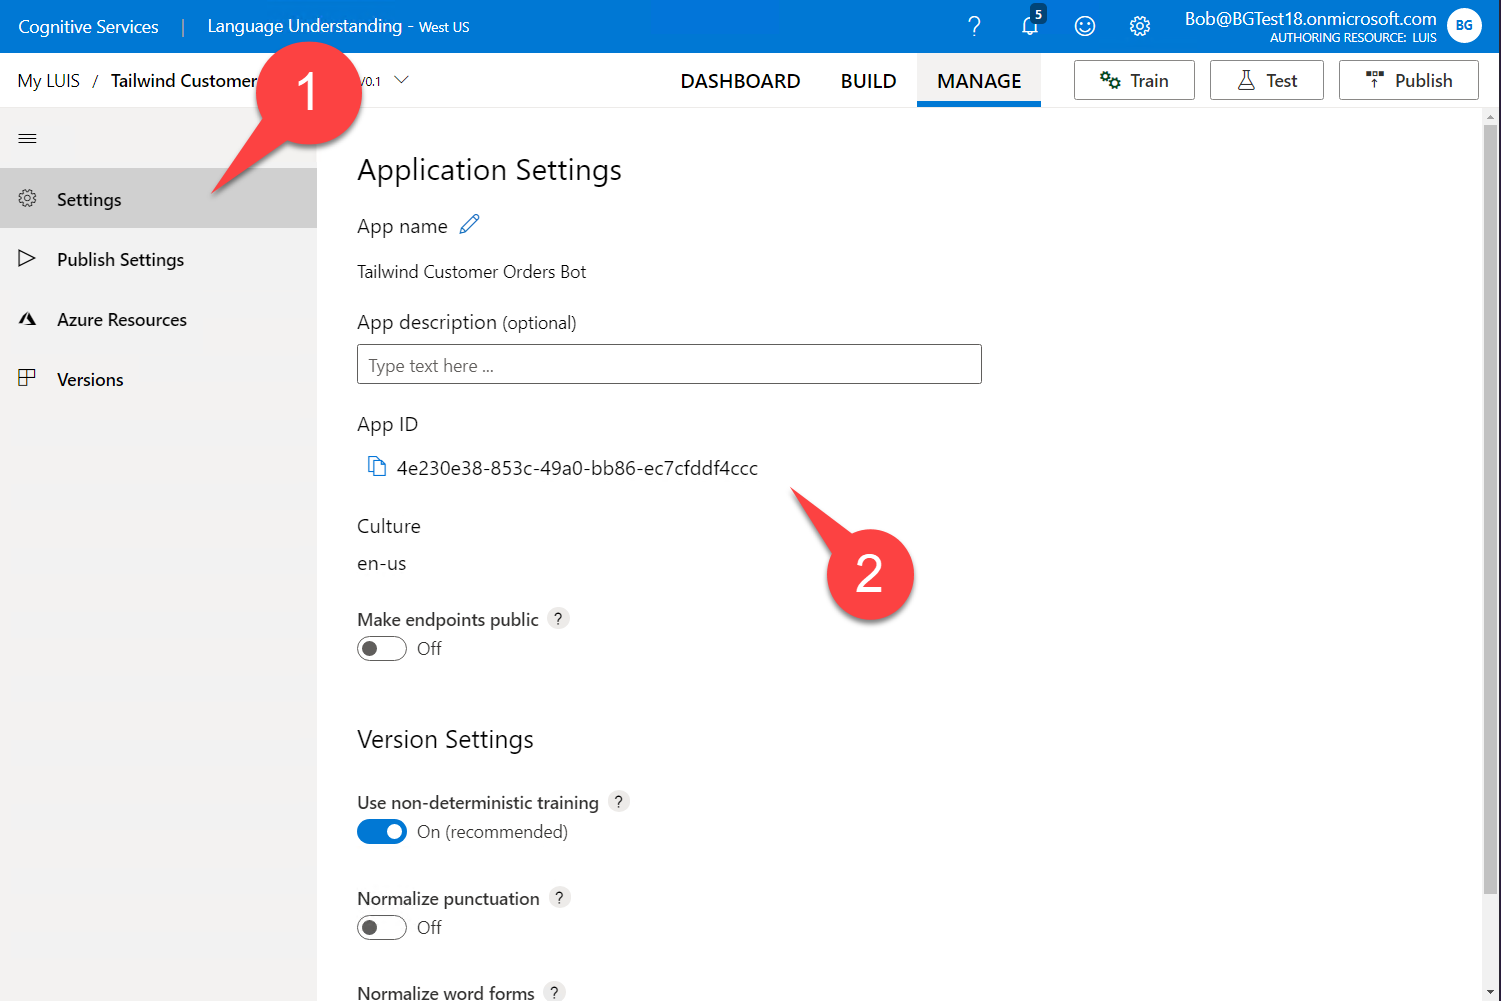 Cognitive Services | Language Understanding - West US
?
5
Bob@BGTest18.onmicrosoft.com
AUTHORING RESOURCE: LUIS
BG
My LUIS / Tailwind Customer
V0.1
DASHBOARD BUILD MANAGE Train Test Publish
1
Settings
Publish Settings
Azure Resources
Versions
Application Settings
App name
Tailwind Customer Orders Bot
App description (optional)
Type text here ...
App ID
4e230e38-853c-49a0-bb86-ec7cfddf4ccc
2
Culture
en-us
Make endpoints public ?
Off
Version Settings
Use non-deterministic training ?
On (recommended)
Normalize punctuation ?
Off
Normalize word forms ?